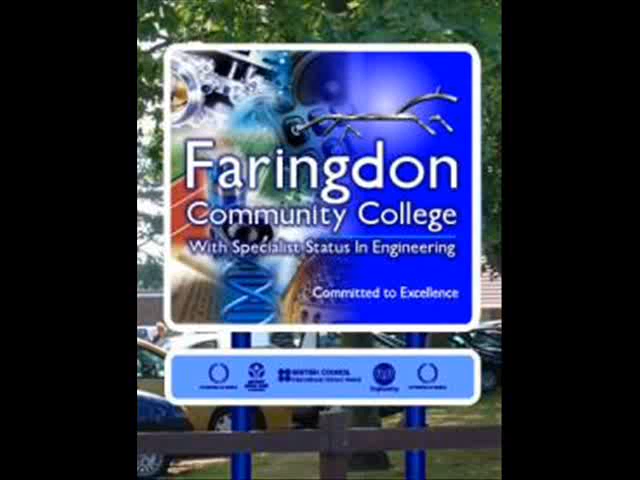 Faringdon
Community College
With Specialist Status In Engineering
Committed to Excellence
BRITISH COUNCIL